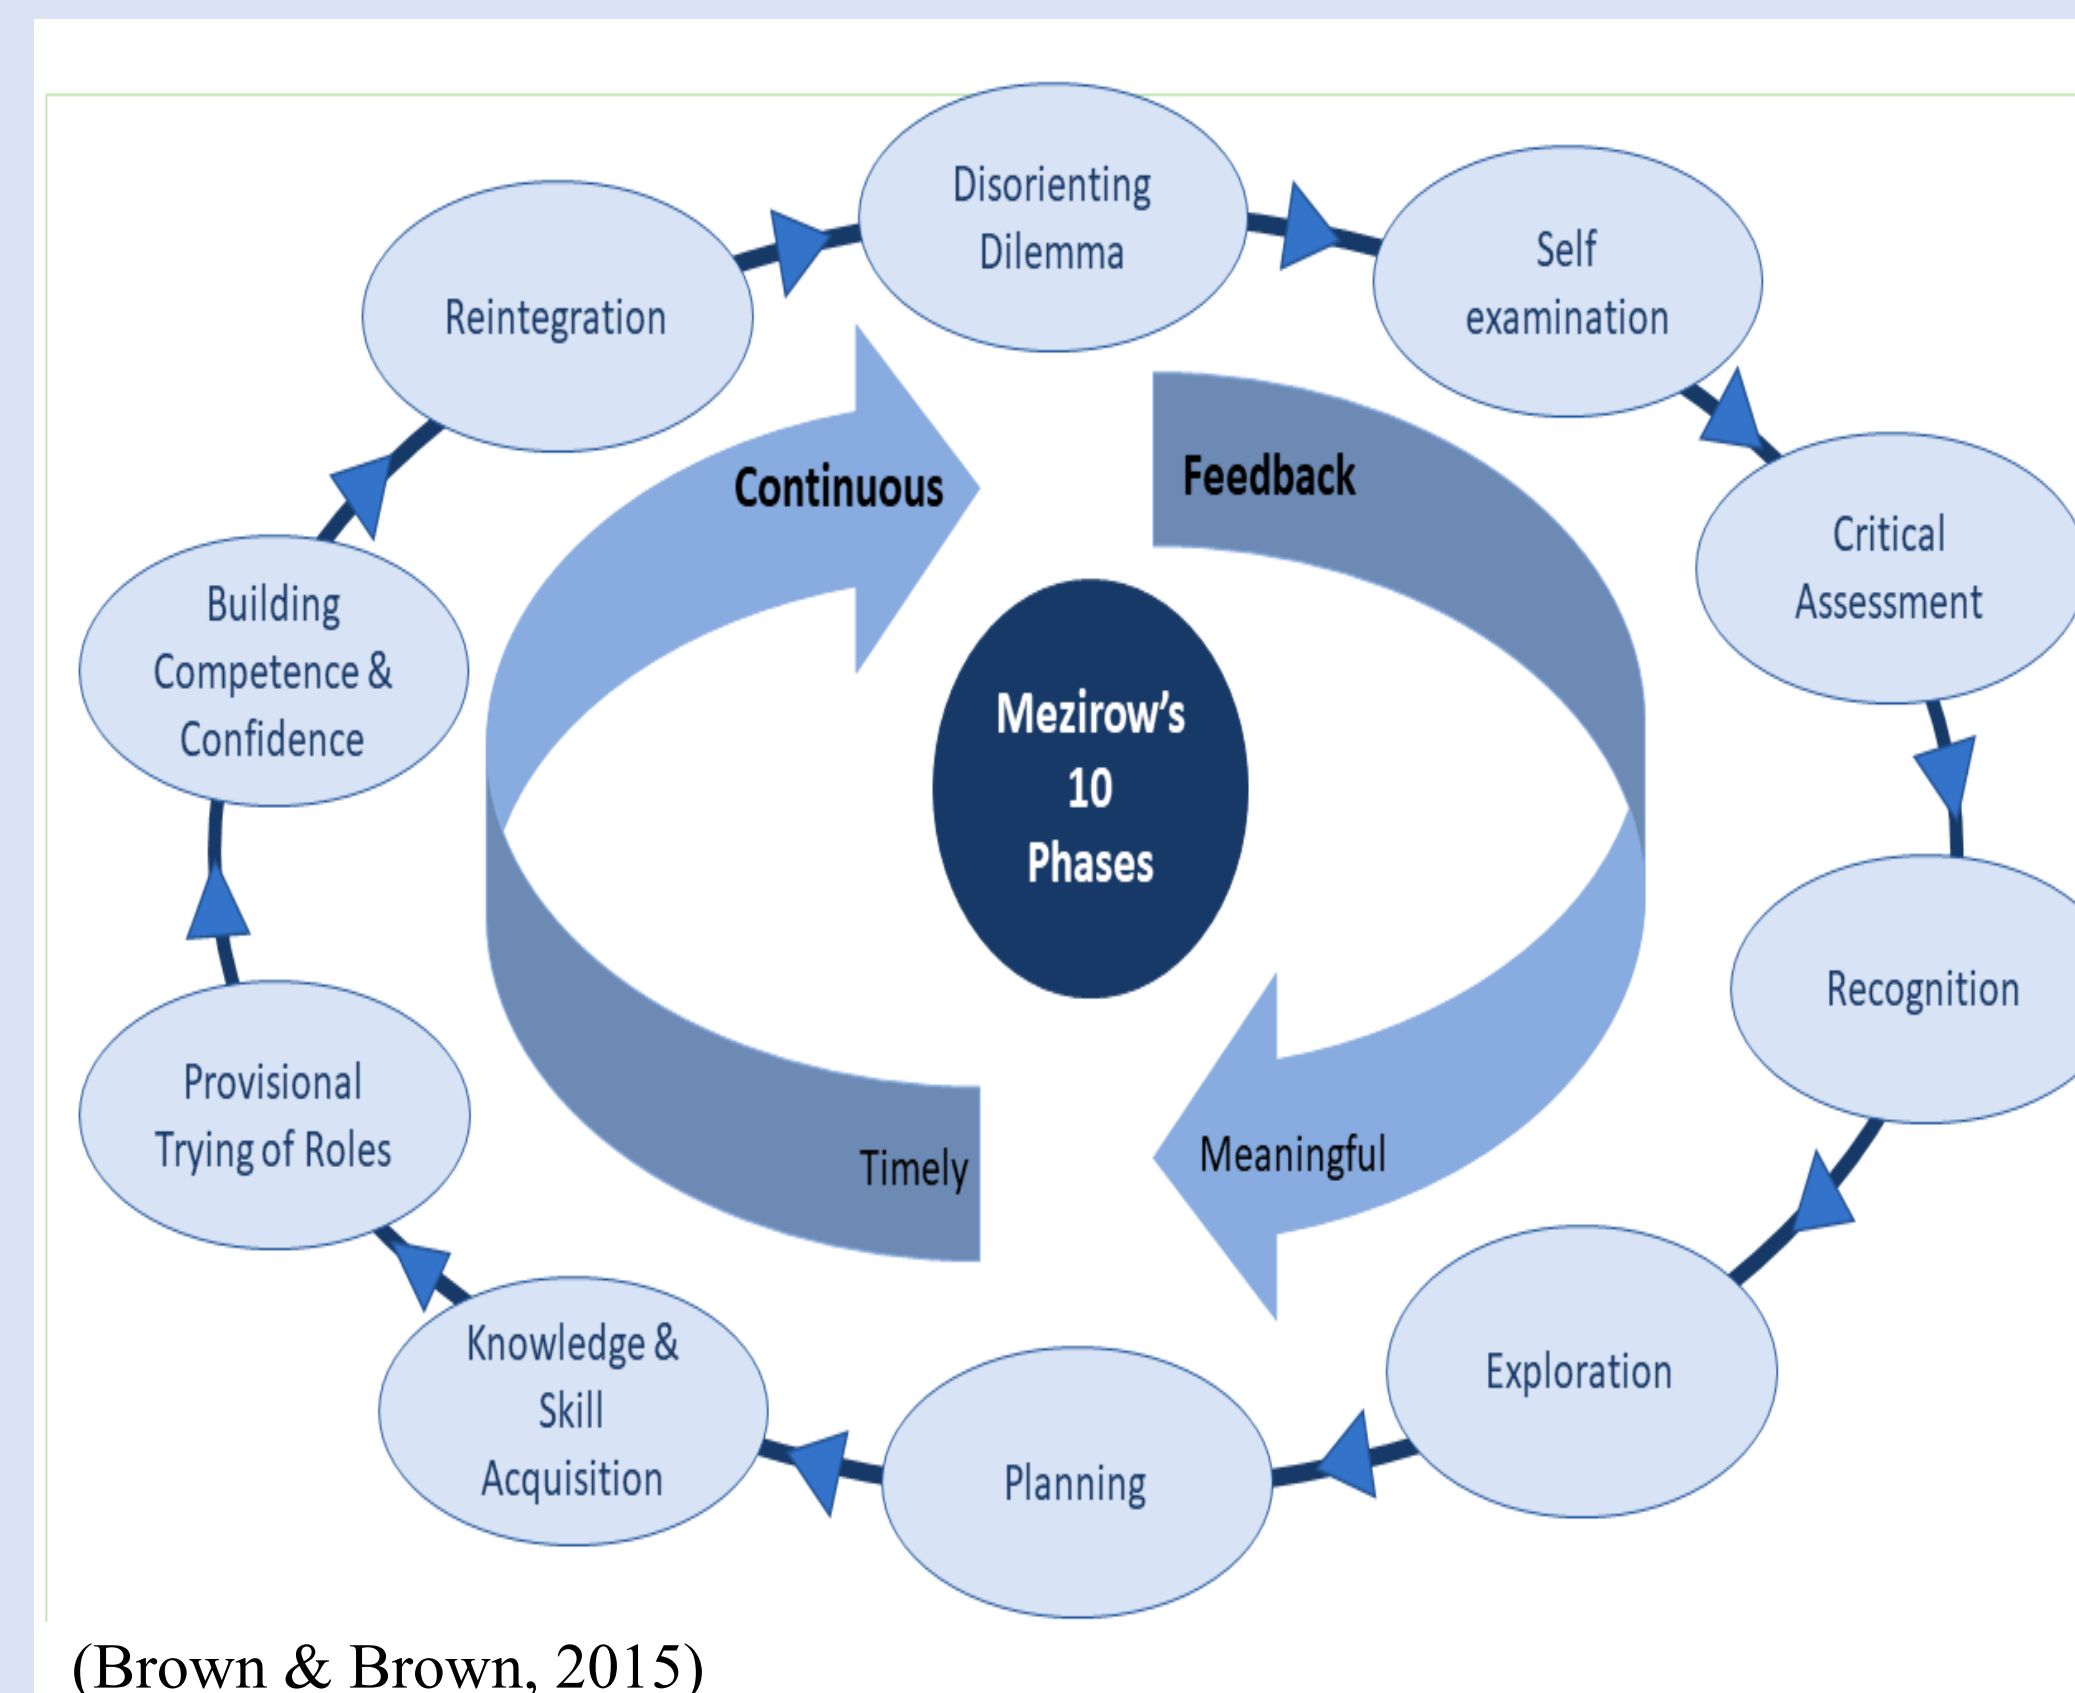 Disorienting
Dilemma
Self
examination
Critical
Assessment
Recognition
Exploration
Planning
Knowledge &
Skill
Acquisition
Provisional
Trying of Roles
Building
Competence &
Confidence
Reintegration
Continuous
Feedback
Meaningful
Timely
Mezirow’s
10
Phases
(Brown & Brown, 2015)